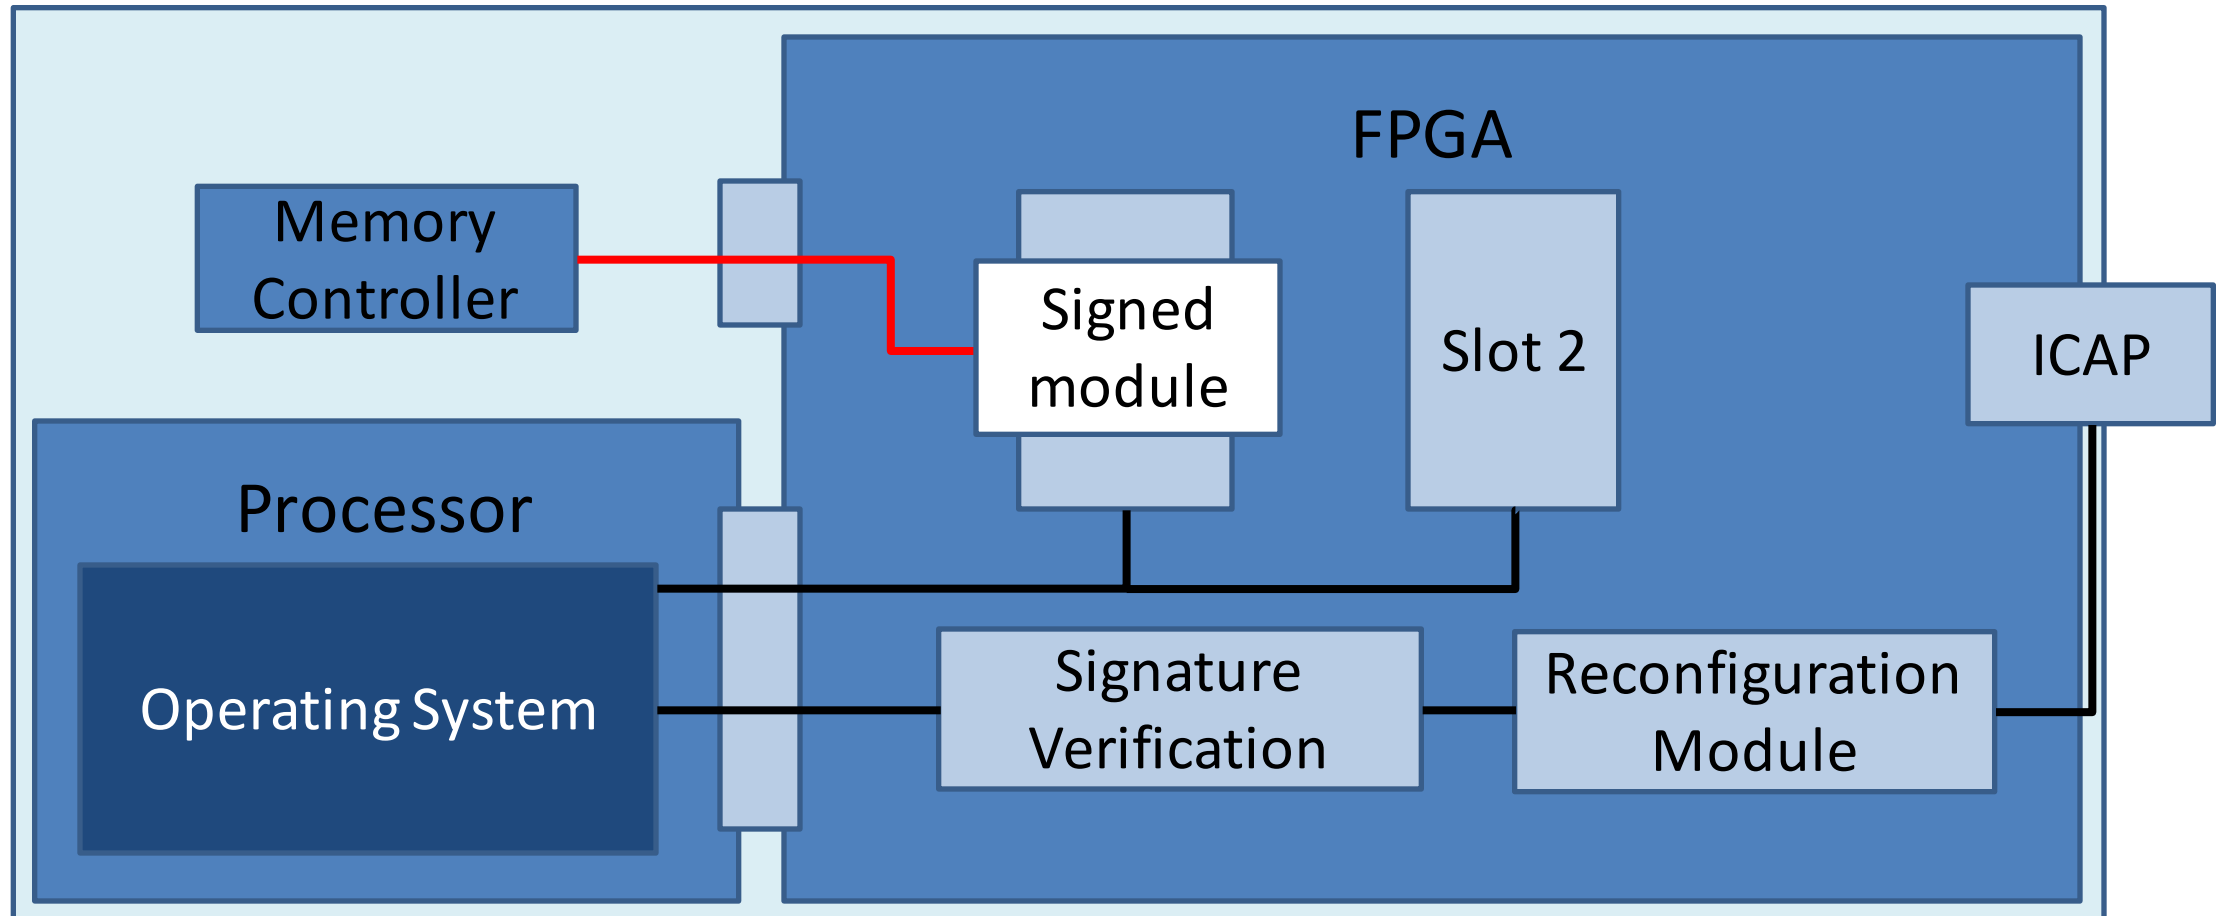 FPGA
Memory
Controller
Signed
module
Slot 2
ICAP
Processor
Operating System
Signature
Verification
Reconfiguration
Module